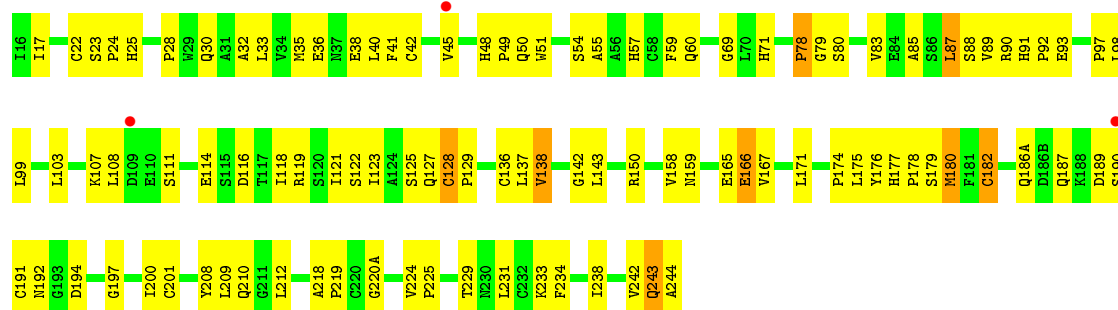 I16 I17 C22 S23 P24 H25 P28 W29 Q30 A31 A32 L33 V34 M35 E36 N37 E38 L40 F41 C42 V45 H48 P49 Q50 W51 S54 A55 A56 H57 C58 F59 Q60 G69 L70 H71 P78 G79 S80 V83 E84 A85 S86 L87 S88 V89 R90 H91 P92 E93 P97 L98
L99 L103 K107 L108 D109 E110 S111 E114 S115 D116 T117 I118 R119 S120 I121 S122 I123 A124 S125 Q127 C128 P129 C136 L137 V138 G142 L143 R150 V158 N159 E165 E166 V167 L171 P174 L175 Y176 H177 P178 S179 M180 F181 C182 Q186A D186B Q187 K188 D189 S190
C191 N192 G193 D194 G197 I200 C201 Y208 L209 Q210 G211 L212 A218 P219 C220 G220A V224 P225 T229 N230 L231 C232 K233 F234 I238 V242 Q243 A244